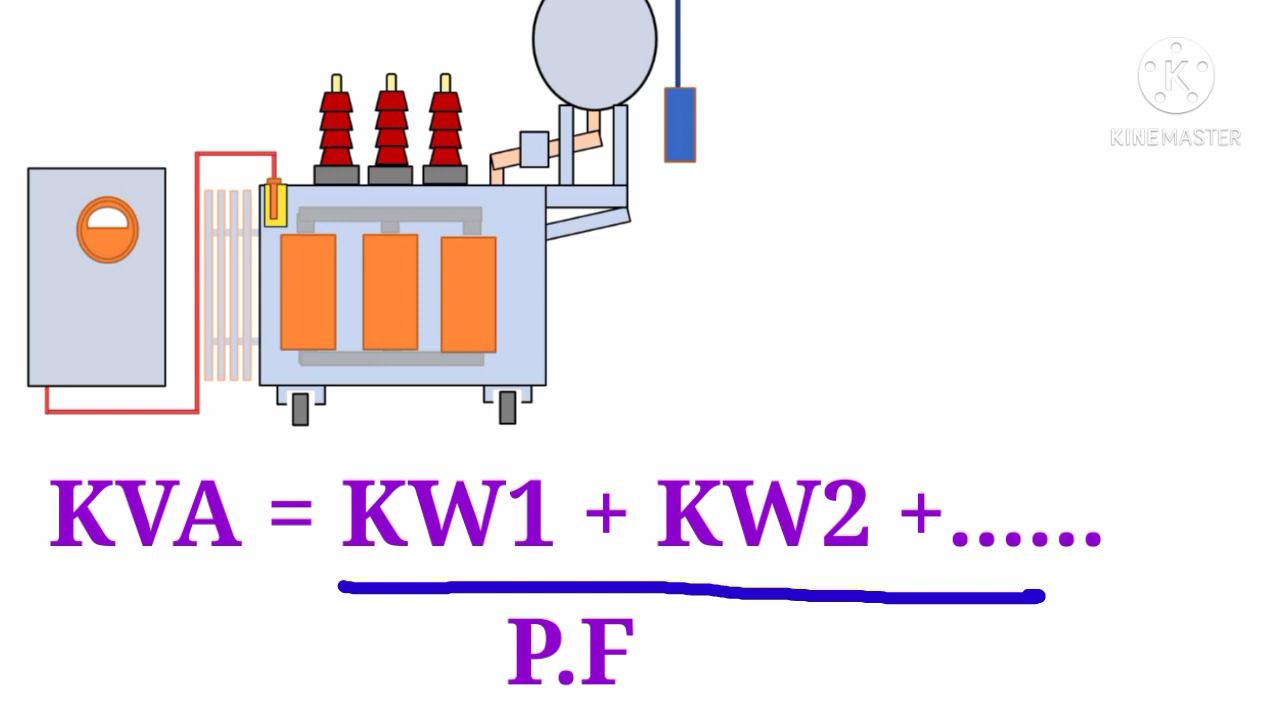 K
KINEMASTER
KVA = KW1 + KW2 +......
P.F